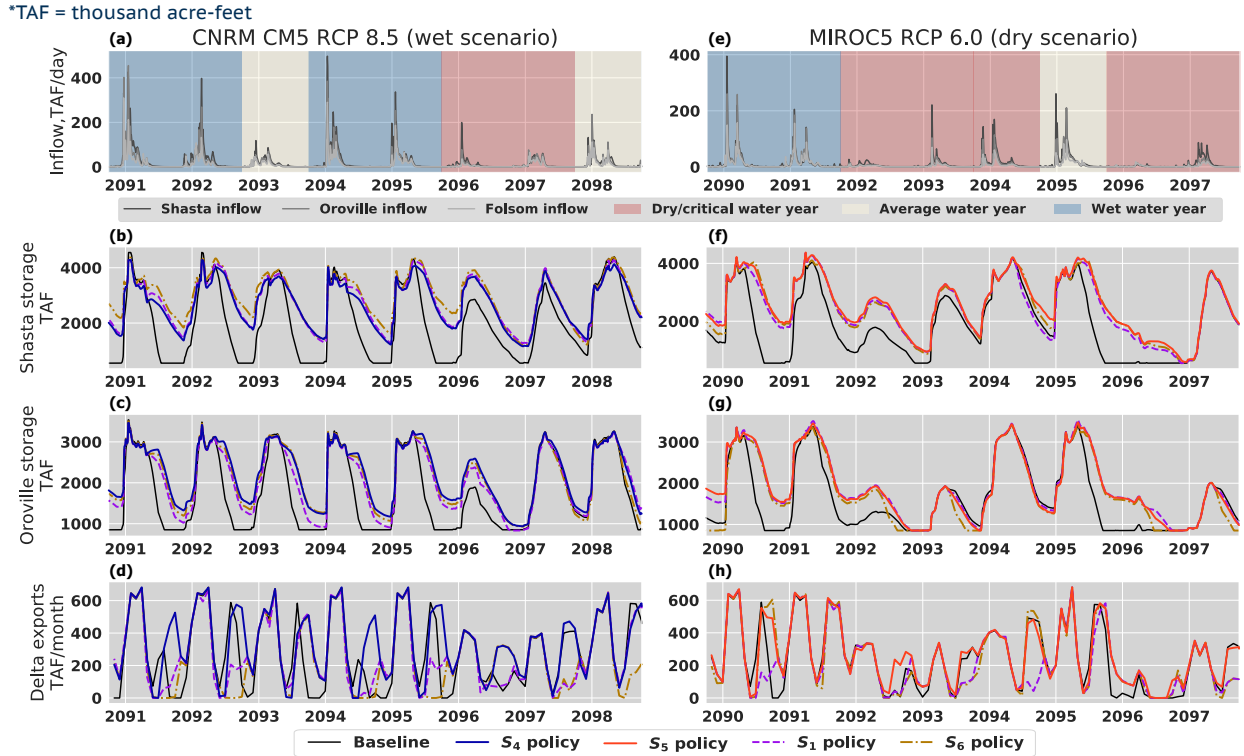 *TAF = thousand acre-feet
(a) CNRM CM5 RCP 8.5 (wet scenario)
Inflow,TAF/day
400
200
0
2091 2092 2093 2094 2095 2096 2097 2098
(e) MIROC5 RCP 6.0 (dry scenario)
400
200
0
2090 2091 2092 2093 2094 2095 2096 2097
Shasta inflow Oroville inflow Folsom inflow Dry/critical water year Average water year Wet water year
(b)
Shasta storage
TAF
4000
2000
2091 2092 2093 2094 2095 2096 2097 2098
(f)
4000
2000
2090 2091 2092 2093 2094 2095 2096 2097
(c)
Oroville storage
TAF
3000
2000
1000
2091 2092 2093 2094 2095 2096 2097 2098
(g)
3000
2000
1000
2090 2091 2092 2093 2094 2095 2096 2097
(d)
Delta exports
TAF/month
600
400
200
0
2091 2092 2093 2094 2095 2096 2097 2098
(h)
600
400
200
0
2090 2091 2092 2093 2094 2095 2096 2097
Baseline S4 policy S5 policy S1 policy S6 policy